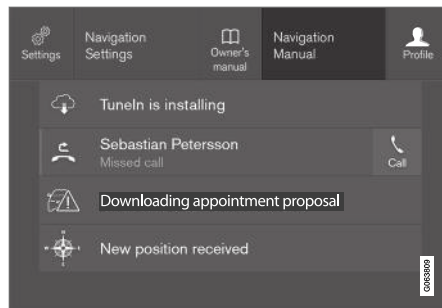 Settings
Navigation
Settings
Owner's
manual
Navigation
Manual
Profile
TuneIn is installing
Sebastian Petersson
Missed call
Call
Downloading appointment proposal
New position received
G063809